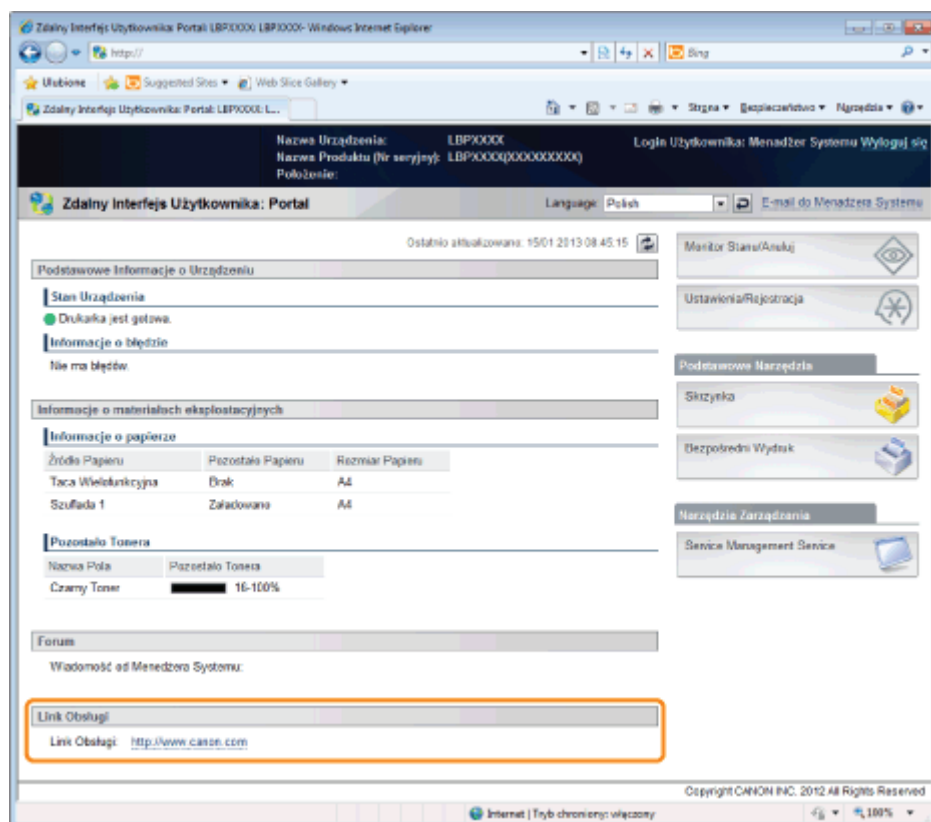 Zdalny Interfejs Użytkownika: Portal: LBPXXXX: LBPXXXX- Windows Internet Explorer
http://
Bing
Ulubione Suggested Sites Web Slice Gallery
Zdalny Interfejs Użytkownika: Portal: LBPXXXX: L...
Strona Bezpieczeństwo Narzędzia
Nazwa Urządzenia: LBPXXXX
Login Użytkownika: Menadżer Systemu Wyloguj się
Nazwa Produktu (Nr seryjny): LBPXXXX(XXXXXXXXX)
Położenie:
Zdalny Interfejs Użytkownika: Portal
Language: Polish
E-mail do Menadżera Systemu
Ostatnio aktualizowano: 15/01 2013 08:45:15
Podstawowe Informacje o Urządzeniu
Stan Urządzenia
Drukarka jest gotowa.
Informacje o błędzie
Nie ma błędów.
Informacje o materiałach eksploatacyjnych
Informacje o papierze
Źródło Papieru Pozostało Papieru Rozmiar Papieru
Taca Wielofunkcyjna Brak A4
Szuflada 1 Załadowano A4
Pozostało Tonera
Nazwa Pola Pozostało Tonera
Czarny Toner 16-100%
Forum
Wiadomość od Menedżera Systemu:
Link Obsługi
Link Obsługi: http://www.canon.com
Monitor Stanu/Anuluj
Ustawienia/Rejestracja
Podstawowe Narzędzia
Skrzynka
Bezpośredni Wydruk
Narzędzia Zarządzania
Service Management Service
Copyright CANON INC. 2012 All Rights Reserved
Internet | Tryb chroniony: włączony
100%